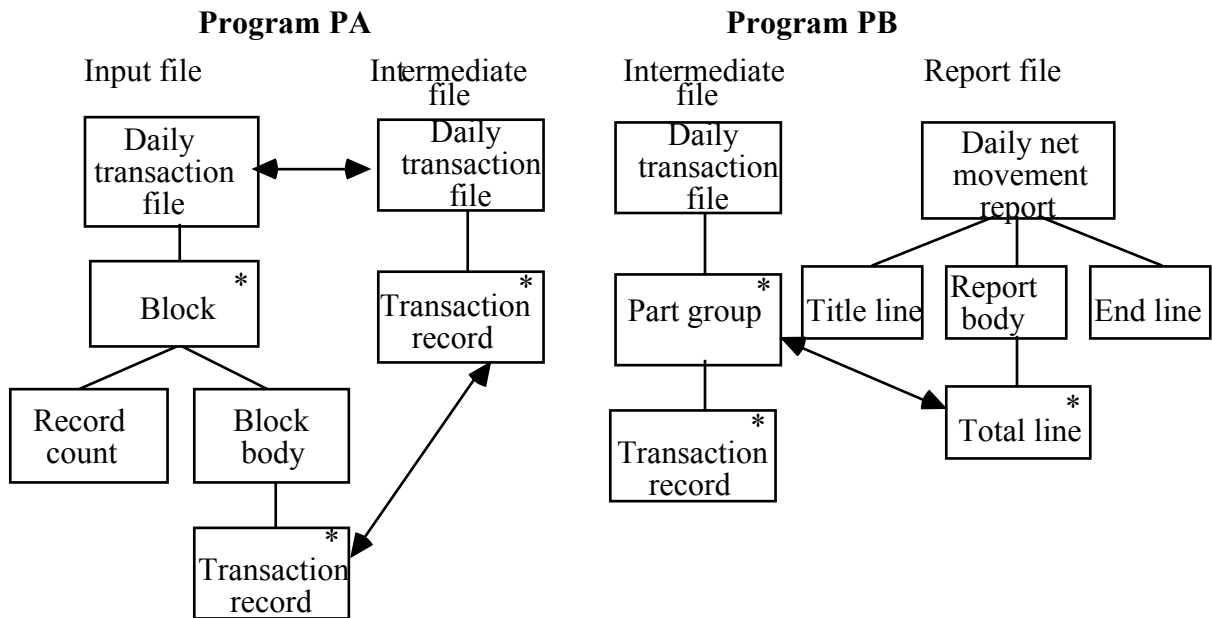 Program PA
Program PB
Input file
Intermediate
file
Intermediate
file
Report file
Daily
transaction
file
Daily
transaction
file
Daily
transaction
file
Daily net
movement
report
*
Block
*
Transaction
record
*
Part group
Title line
Report
body
End line
Record
count
Block
body
*
Transaction
record
*
Total line
*
Transaction
record